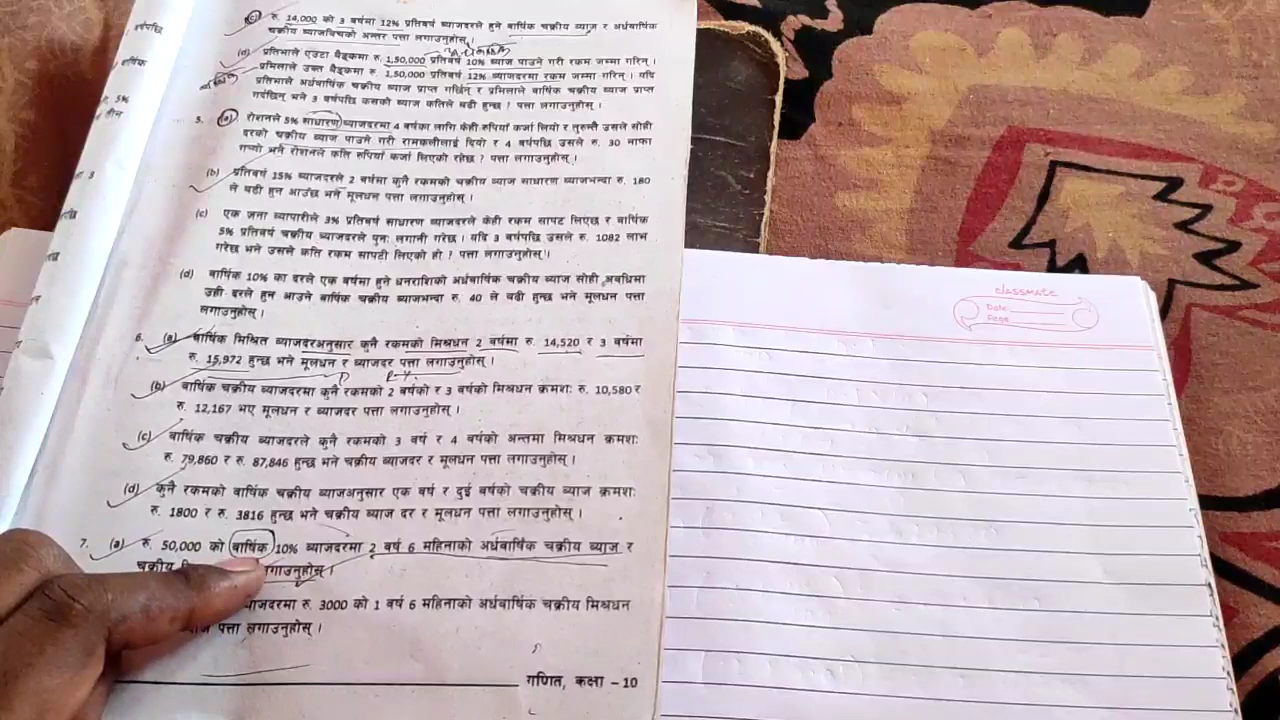 वर्षपछि
वार्षिक
5%
तीन
(c) रु. 14,000 को 3 वर्षमा 12% प्रतिवर्ष ब्याजदरले हुने वार्षिक चक्रीय ब्याज र अर्धवार्षिक
चक्रीय ब्याजबिचको अन्तर पत्ता लगाउनुहोस् ।
(d) प्रतिमाले एउटा बैङ्कमा रु. 1,50,000 प्रतिवर्ष 10% ब्याज पाउने गरी रकम जम्मा गरिन् ।
प्रमिलाले उक्त बैङ्कमा रु. 1,50,000 प्रतिवर्ष 12% ब्याजदरमा रकम जम्मा गरिन् । यदि
प्रतिमाले अर्धवार्षिक चक्रीय ब्याज प्राप्त गर्छिन् र प्रमिलाले वार्षिक चक्रीय ब्याज प्राप्त
गर्दछिन् भने 3 वर्षपछि कसको ब्याज कतिले बढी हुन्छ ? पत्ता लगाउनुहोस् ।
5. (a) रोशनले 5% साधारण ब्याजदरमा 4 वर्षका लागि केही रुपियाँ कर्जा लियो र तुरुन्तै उसले सोही
दरको चक्रीय ब्याज पाउने गरी रामकलीलाई दियो र 4 वर्षपछि उसले रु. 30 नाफा
गर्‍यो भने रोशनले कति रुपियाँ कर्जा लिएको रहेछ ? पत्ता लगाउनुहोस् ।
(b) प्रतिवर्ष 15% ब्याजदरले 2 वर्षमा कुनै रकमको चक्रीय ब्याज साधारण ब्याजभन्दा रु. 180
ले बढी हुन आउँछ भने मूलधन पत्ता लगाउनुहोस् ।
(c) एक जना व्यापारीले 3% प्रतिवर्ष साधारण ब्याजदरले केही रकम सापट लिएछ र वार्षिक
5% प्रतिवर्ष चक्रीय ब्याजदरले पुनः लगानी गरेछ । यदि 3 वर्षपछि उसले रु. 1082 लाभ
गरेछ भने उसले कति रकम सापटी लिएको हो ? पत्ता लगाउनुहोस् ।
(d) वार्षिक 10% का दरले एक वर्षमा हुने धनराशिको अर्धवार्षिक चक्रीय ब्याज सोही अवधिमा
उही दरले हुन आउने वार्षिक चक्रीय ब्याजभन्दा रु. 40 ले बढी हुन्छ भने मूलधन पत्ता
लगाउनुहोस् ।
6. (a) वार्षिक मिश्रित ब्याजदरअनुसार कुनै रकमको मिश्रधन 2 वर्षमा रु. 14,520 र 3 वर्षमा
रु. 15,972 हुन्छ भने मूलधन र ब्याजदर पत्ता लगाउनुहोस् ।
(b) वार्षिक चक्रीय ब्याजदरमा कुनै रकमको 2 वर्षको र 3 वर्षको मिश्रधन क्रमशः रु. 10,580 र
रु. 12,167 भए मूलधन र ब्याजदर पत्ता लगाउनुहोस् ।
(c) वार्षिक चक्रीय ब्याजदरले कुनै रकमको 3 वर्ष र 4 वर्षको अन्तमा मिश्रधन क्रमशः
रु. 79,860 र रु. 87,846 हुन्छ भने चक्रीय ब्याजदर र मूलधन पत्ता लगाउनुहोस् ।
(d) कुनै रकमको वार्षिक चक्रीय ब्याजअनुसार एक वर्ष र दुई वर्षको चक्रीय ब्याज क्रमशः
रु. 1800 र रु. 3816 हुन्छ भने चक्रीय ब्याज दर र मूलधन पत्ता लगाउनुहोस् ।
7. (a) रु. 50,000 को वार्षिक 10% ब्याजदरमा 2 वर्ष 6 महिनाको अर्धवार्षिक चक्रीय ब्याज र
चक्रीय लगाउनुहोस् ।
ब्याजदरमा रु. 3000 को 1 वर्ष 6 महिनाको अर्धवार्षिक चक्रीय मिश्रधन
पत्ता लगाउनुहोस् ।
गणित, कक्षा – 10
classmate
Date
Page